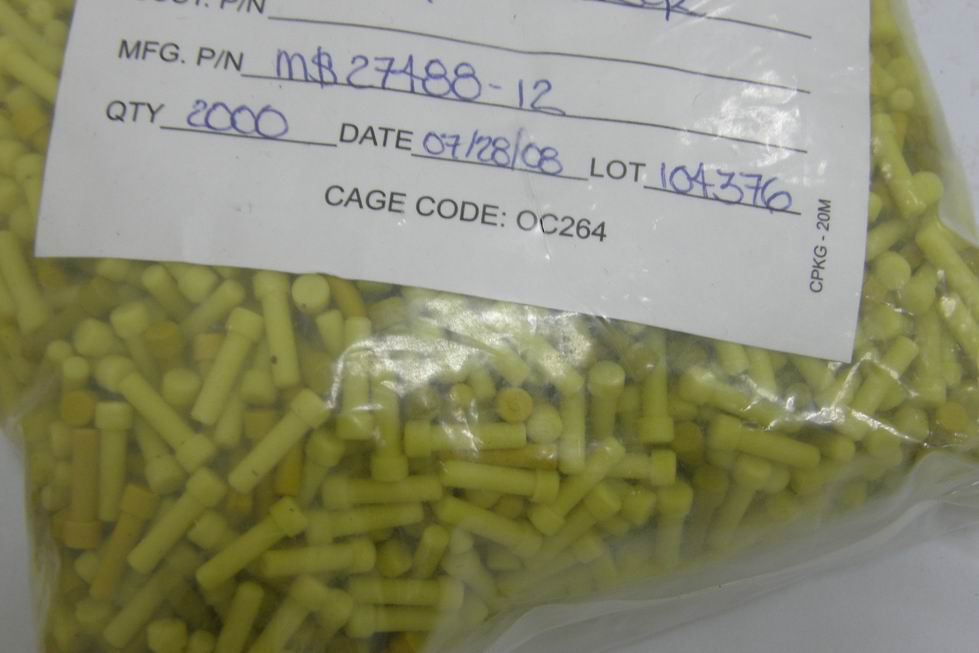 MFG. P/N MS27488-12
QTY 2000 DATE 07/28/08 LOT 104376
CAGE CODE: OC264
CPKG - 20M